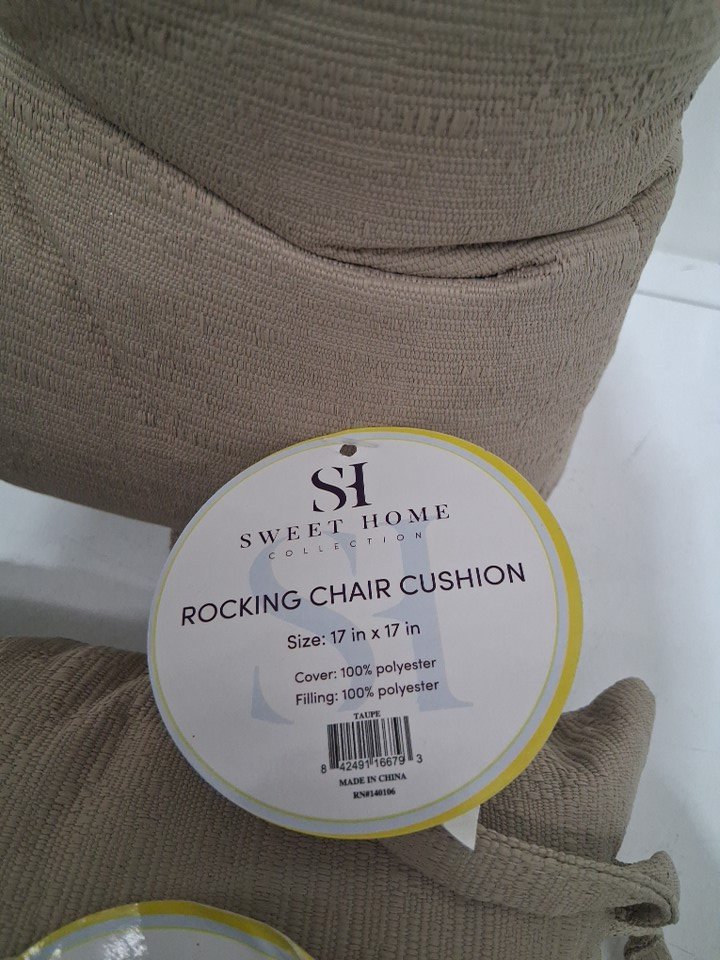 SH
SWEET HOME
COLLECTION
ROCKING CHAIR CUSHION
Size: 17 in x 17 in
Cover: 100% polyester
Filling: 100% polyester
TAUPE
8 42491 16679 3
MADE IN CHINA
RN#140106